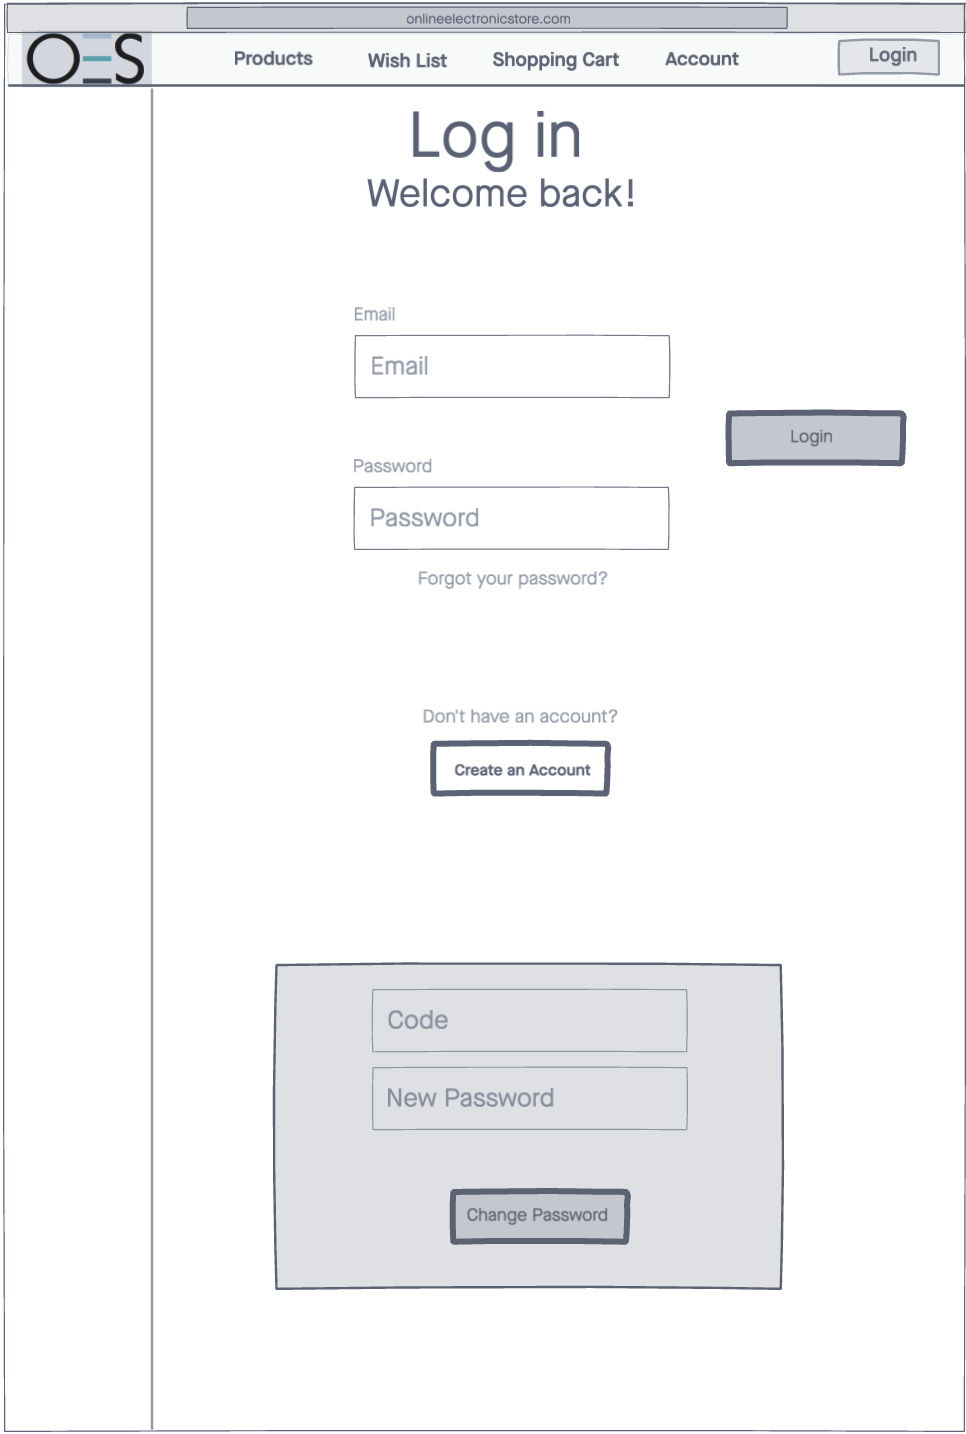 onlineelectronicstore.com
OES
Products
Wish List
Shopping Cart
Account
Login
Log in
Welcome back!
Email
Email
Login
Password
Password
Forgot your password?
Don't have an account?
Create an Account
Code
New Password
Change Password